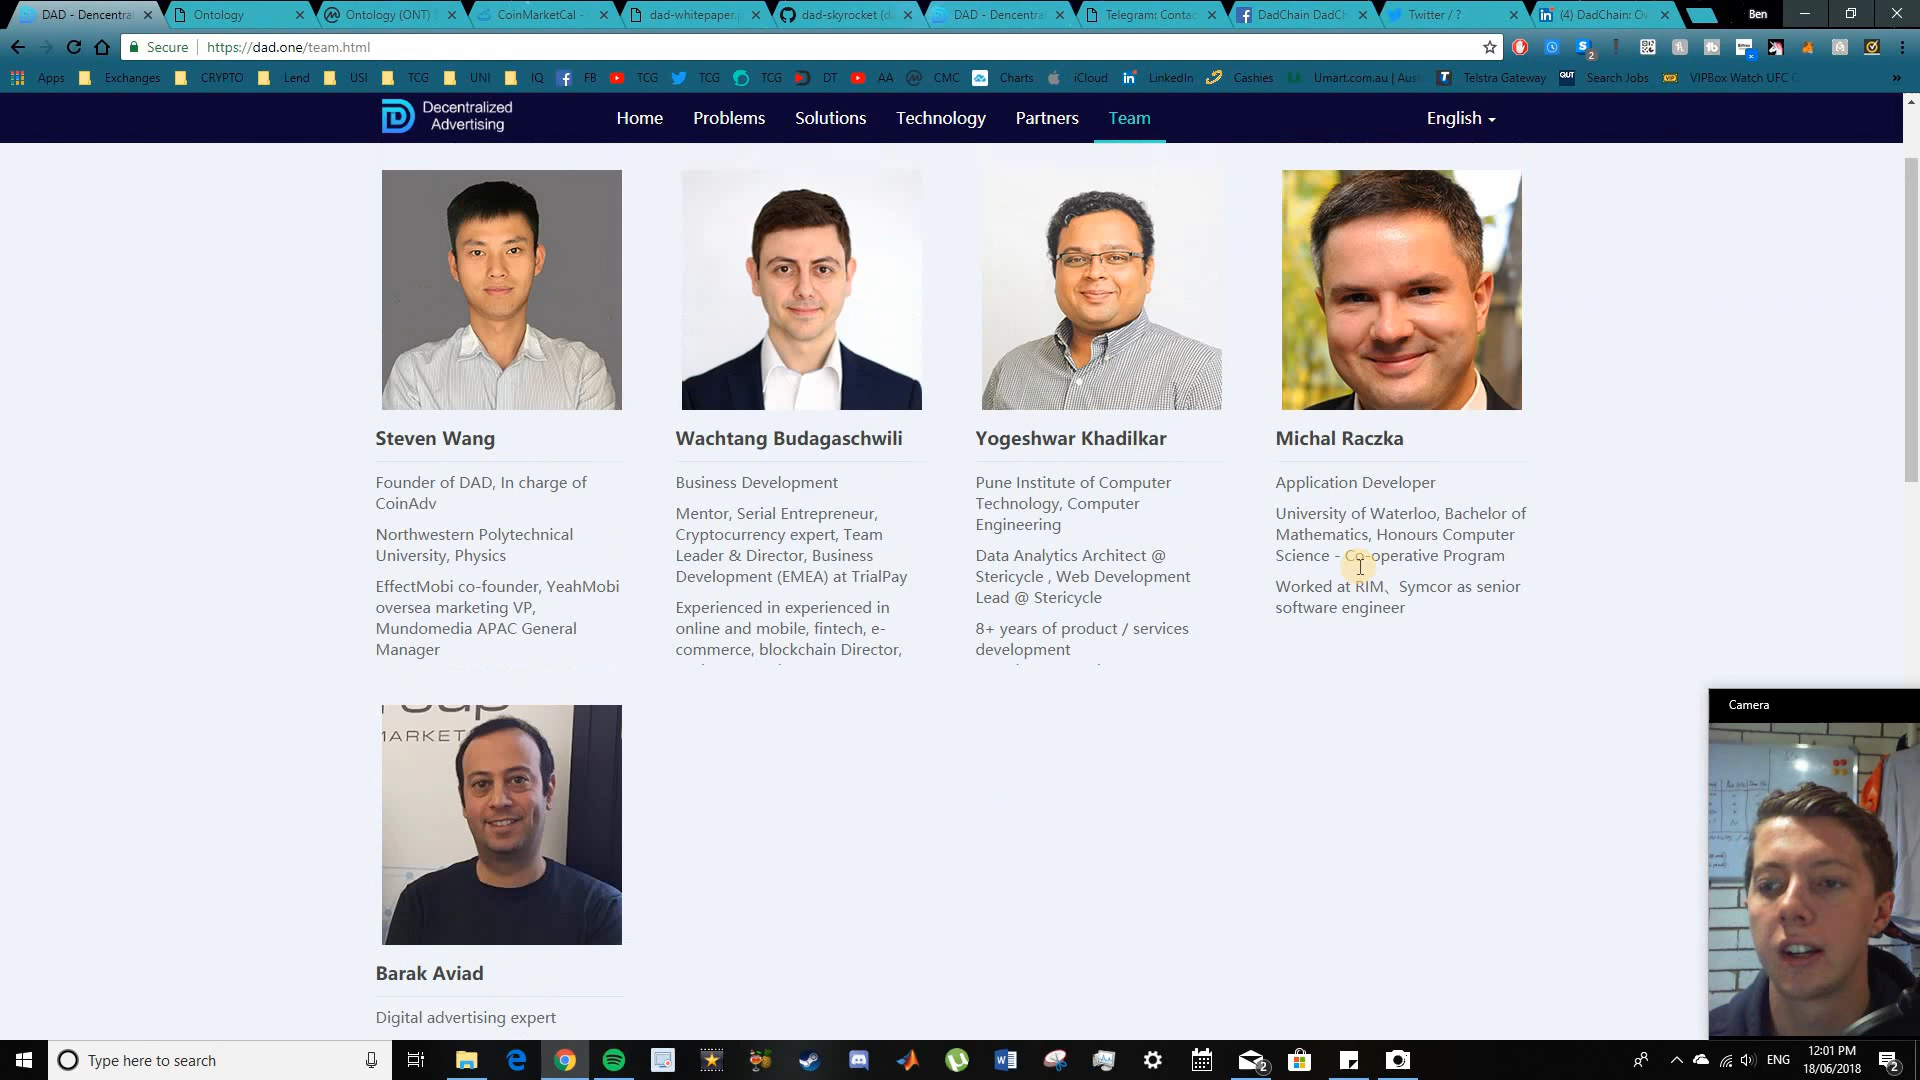 DAD - Dencentral
Ontology
Ontology (ONT)
CoinMarketCal -
dad-whitepaper.p
dad-skyrocket (d
DAD - Dencentral
Telegram: Contac
DadChain DadCh
Twitter / ?
(4) DadChain: Ov
Ben
Secure
https://dad.one/team.html
2
Apps
Exchanges
CRYPTO
Lend
USI
TCG
UNI
IQ
FB
TCG
TCG
TCG
DT
AA
CMC
Charts
iCloud
LinkedIn
Cashies
Umart.com.au | Aust
Telstra Gateway
Search Jobs
VIPBox Watch UFC
Decentralized
Advertising
Home
Problems
Solutions
Technology
Partners
Team
English
Steven Wang
Founder of DAD, In charge of
CoinAdv
Northwestern Polytechnical
University, Physics
EffectMobi co-founder, YeahMobi
oversea marketing VP,
Mundomedia APAC General
Manager
Wachtang Budagaschwili
Business Development
Mentor, Serial Entrepreneur,
Cryptocurrency expert, Team
Leader & Director, Business
Development (EMEA) at TrialPay
Experienced in experienced in
online and mobile, fintech, e-
commerce, blockchain Director,
Yogeshwar Khadilkar
Pune Institute of Computer
Technology, Computer
Engineering
Data Analytics Architect @
Stericycle , Web Development
Lead @ Stericycle
8+ years of product / services
development
Michal Raczka
Application Developer
University of Waterloo, Bachelor of
Mathematics, Honours Computer
Science - Co-operative Program
Worked at RIM、Symcor as senior
software engineer
MARKET
Barak Aviad
Digital advertising expert
Camera
Type here to search
2
ENG
12:01 PM
18/06/2018
2